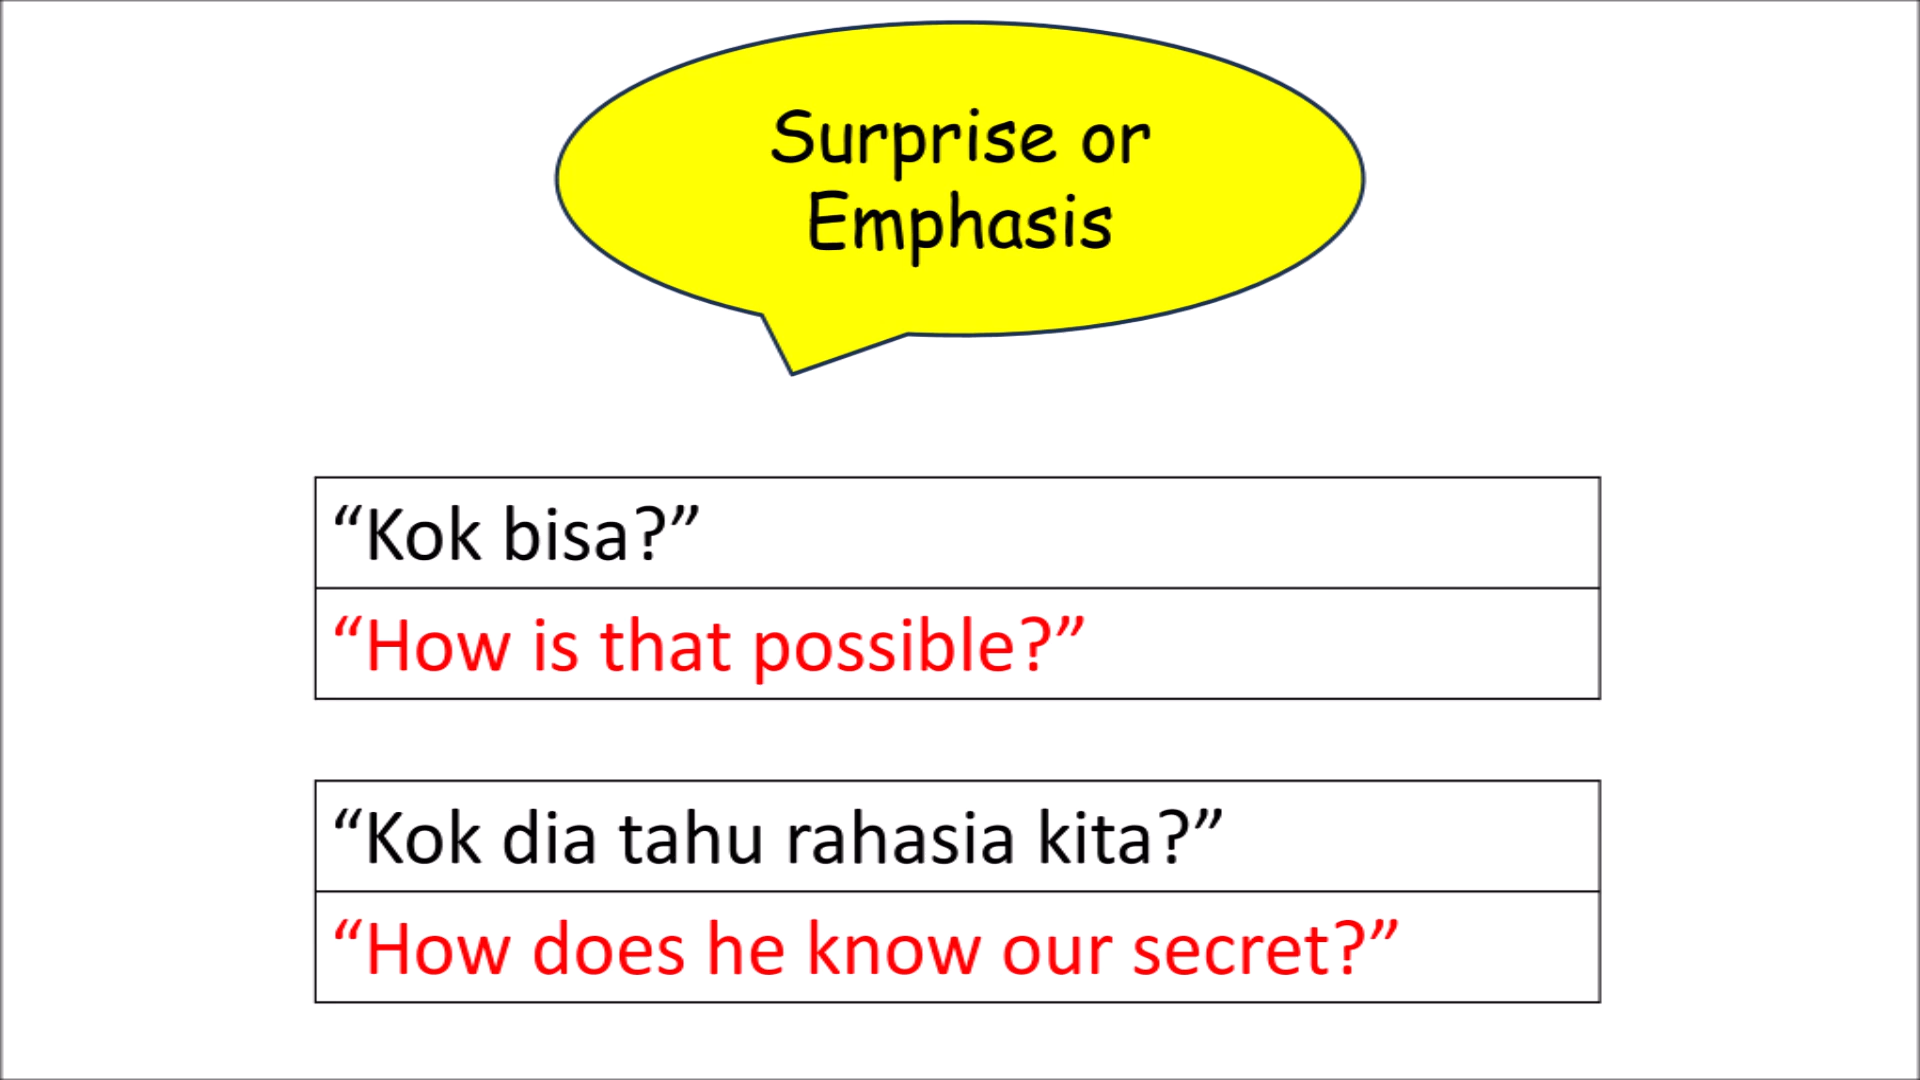 Surprise or
Emphasis
“Kok bisa?”
“How is that possible?”
“Kok dia tahu rahasia kita?”
“How does he know our secret?”